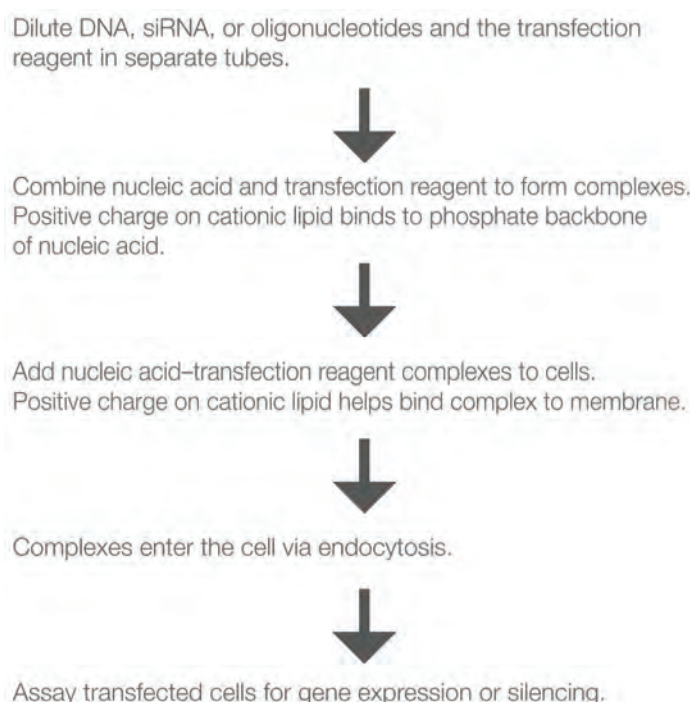 Dilute DNA, siRNA, or oligonucleotides and the transfection
reagent in separate tubes.
Combine nucleic acid and transfection reagent to form complexes.
Positive charge on cationic lipid binds to phosphate backbone
of nucleic acid.
Add nucleic acid–transfection reagent complexes to cells.
Positive charge on cationic lipid helps bind complex to membrane.
Complexes enter the cell via endocytosis.
Assay transfected cells for gene expression or silencing.